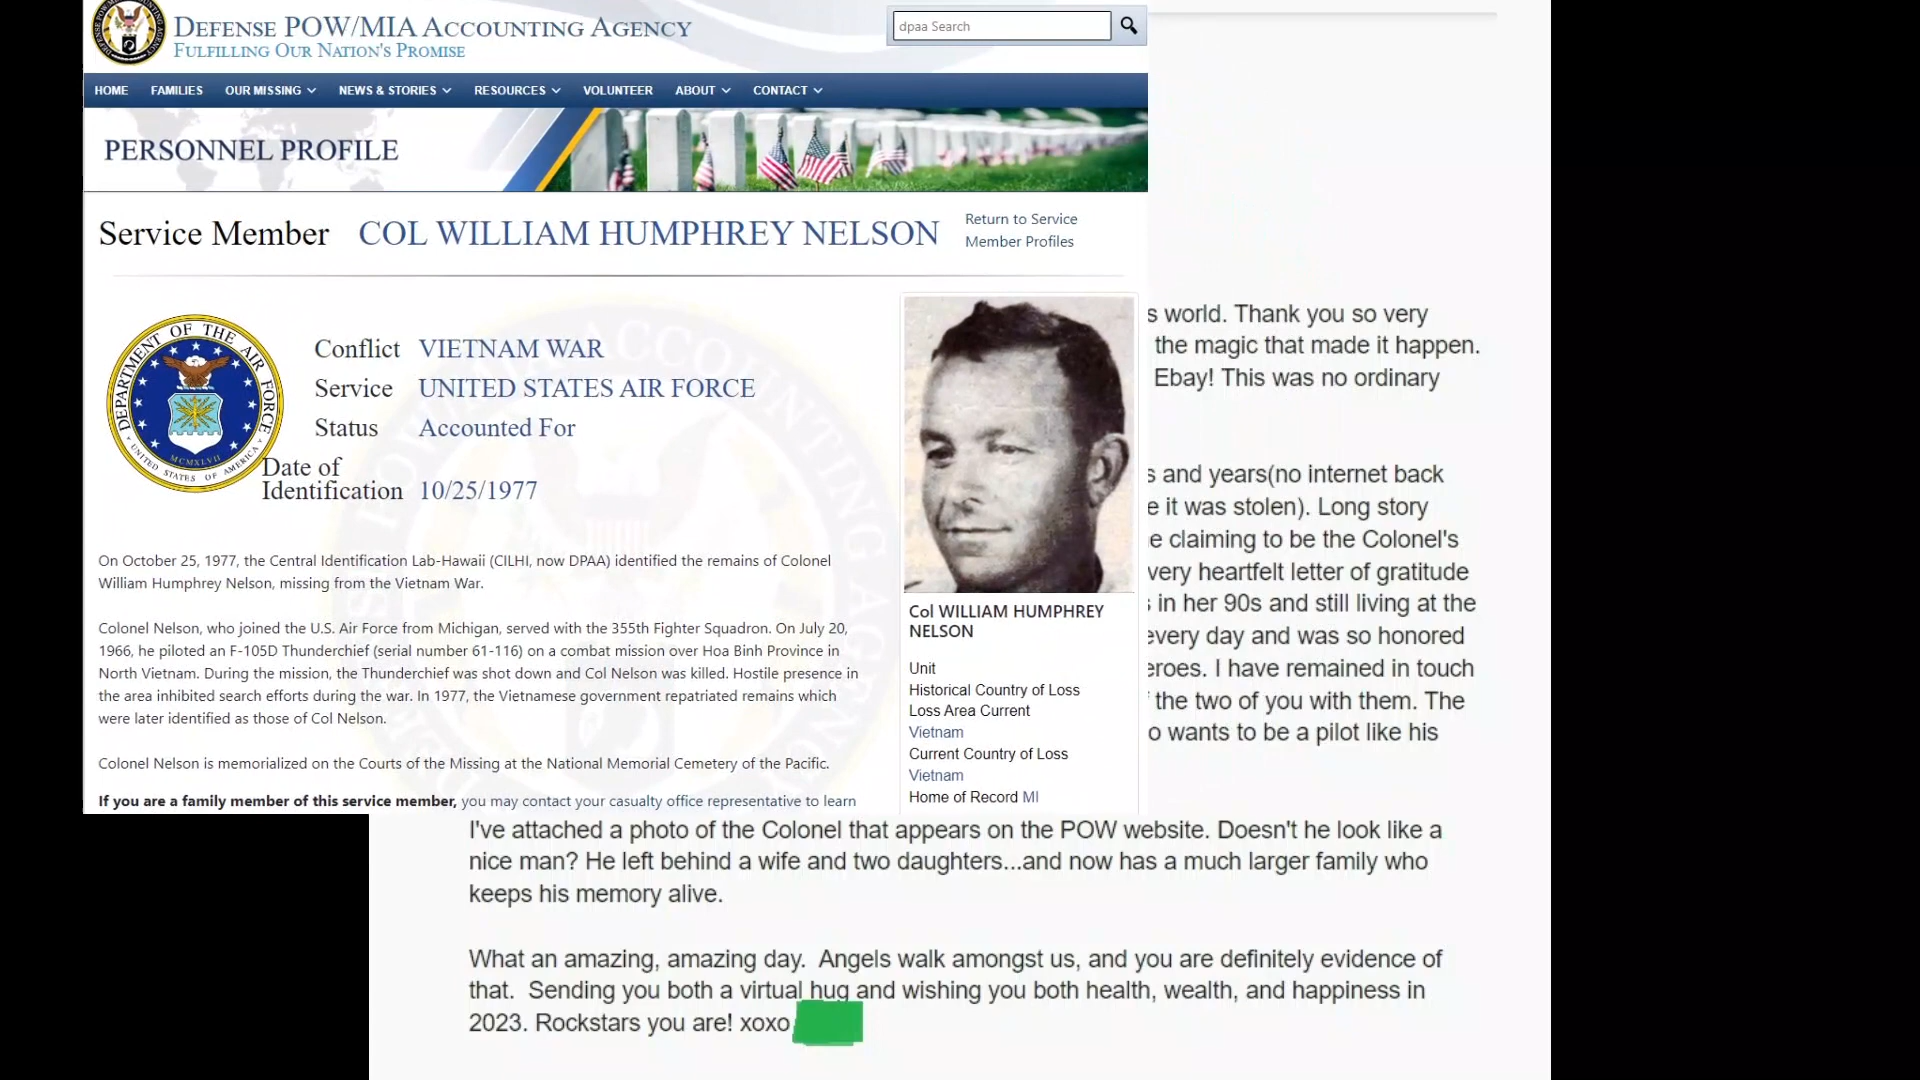 DEFENSE POW/MIA ACCOUNTING AGENCY
FULFILLING OUR NATION'S PROMISE
dpaa Search
HOME FAMILIES OUR MISSING NEWS & STORIES RESOURCES VOLUNTEER ABOUT CONTACT
PERSONNEL PROFILE
Service Member COL WILLIAM HUMPHREY NELSON
Return to Service
Member Profiles
DEPARTMENT OF THE AIR FORCE
MCMXLVII
UNITED STATES OF AMERICA
Conflict VIETNAM WAR
Service UNITED STATES AIR FORCE
Status Accounted For
Date of
Identification 10/25/1977
On October 25, 1977, the Central Identification Lab-Hawaii (CILHI, now DPAA) identified the remains of Colonel
William Humphrey Nelson, missing from the Vietnam War.
Colonel Nelson, who joined the U.S. Air Force from Michigan, served with the 355th Fighter Squadron. On July 20,
1966, he piloted an F-105D Thunderchief (serial number 61-116) on a combat mission over Hoa Binh Province in
North Vietnam. During the mission, the Thunderchief was shot down and Col Nelson was killed. Hostile presence in
the area inhibited search efforts during the war. In 1977, the Vietnamese government repatriated remains which
were later identified as those of Col Nelson.
Colonel Nelson is memorialized on the Courts of the Missing at the National Memorial Cemetery of the Pacific.
If you are a family member of this service member, you may contact your casualty office representative to learn
Col WILLIAM HUMPHREY
NELSON
Unit
Historical Country of Loss
Loss Area Current
Vietnam
Current Country of Loss
Vietnam
Home of Record MI
s world. Thank you so very
the magic that made it happen.
Ebay! This was no ordinary
s and years(no internet back
e it was stolen). Long story
e claiming to be the Colonel's
very heartfelt letter of gratitude
in her 90s and still living at the
every day and was so honored
eroes. I have remained in touch
the two of you with them. The
o wants to be a pilot like his
I've attached a photo of the Colonel that appears on the POW website. Doesn't he look like a
nice man? He left behind a wife and two daughters...and now has a much larger family who
keeps his memory alive.
What an amazing, amazing day. Angels walk amongst us, and you are definitely evidence of
that. Sending you both a virtual hug and wishing you both health, wealth, and happiness in
2023. Rockstars you are! xoxo